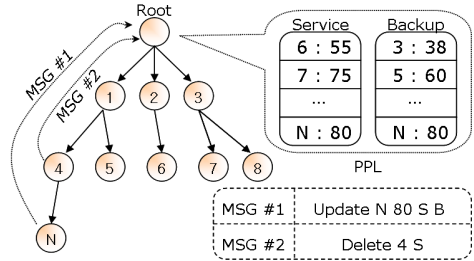 Root
Service Backup
6 : 55 3 : 38
7 : 75 5 : 60
... ...
N : 80 N : 80
PPL
MSG #1
MSG #2
1 2 3
4 5 6 7 8
N
MSG #1 Update N 80 S B
MSG #2 Delete 4 S